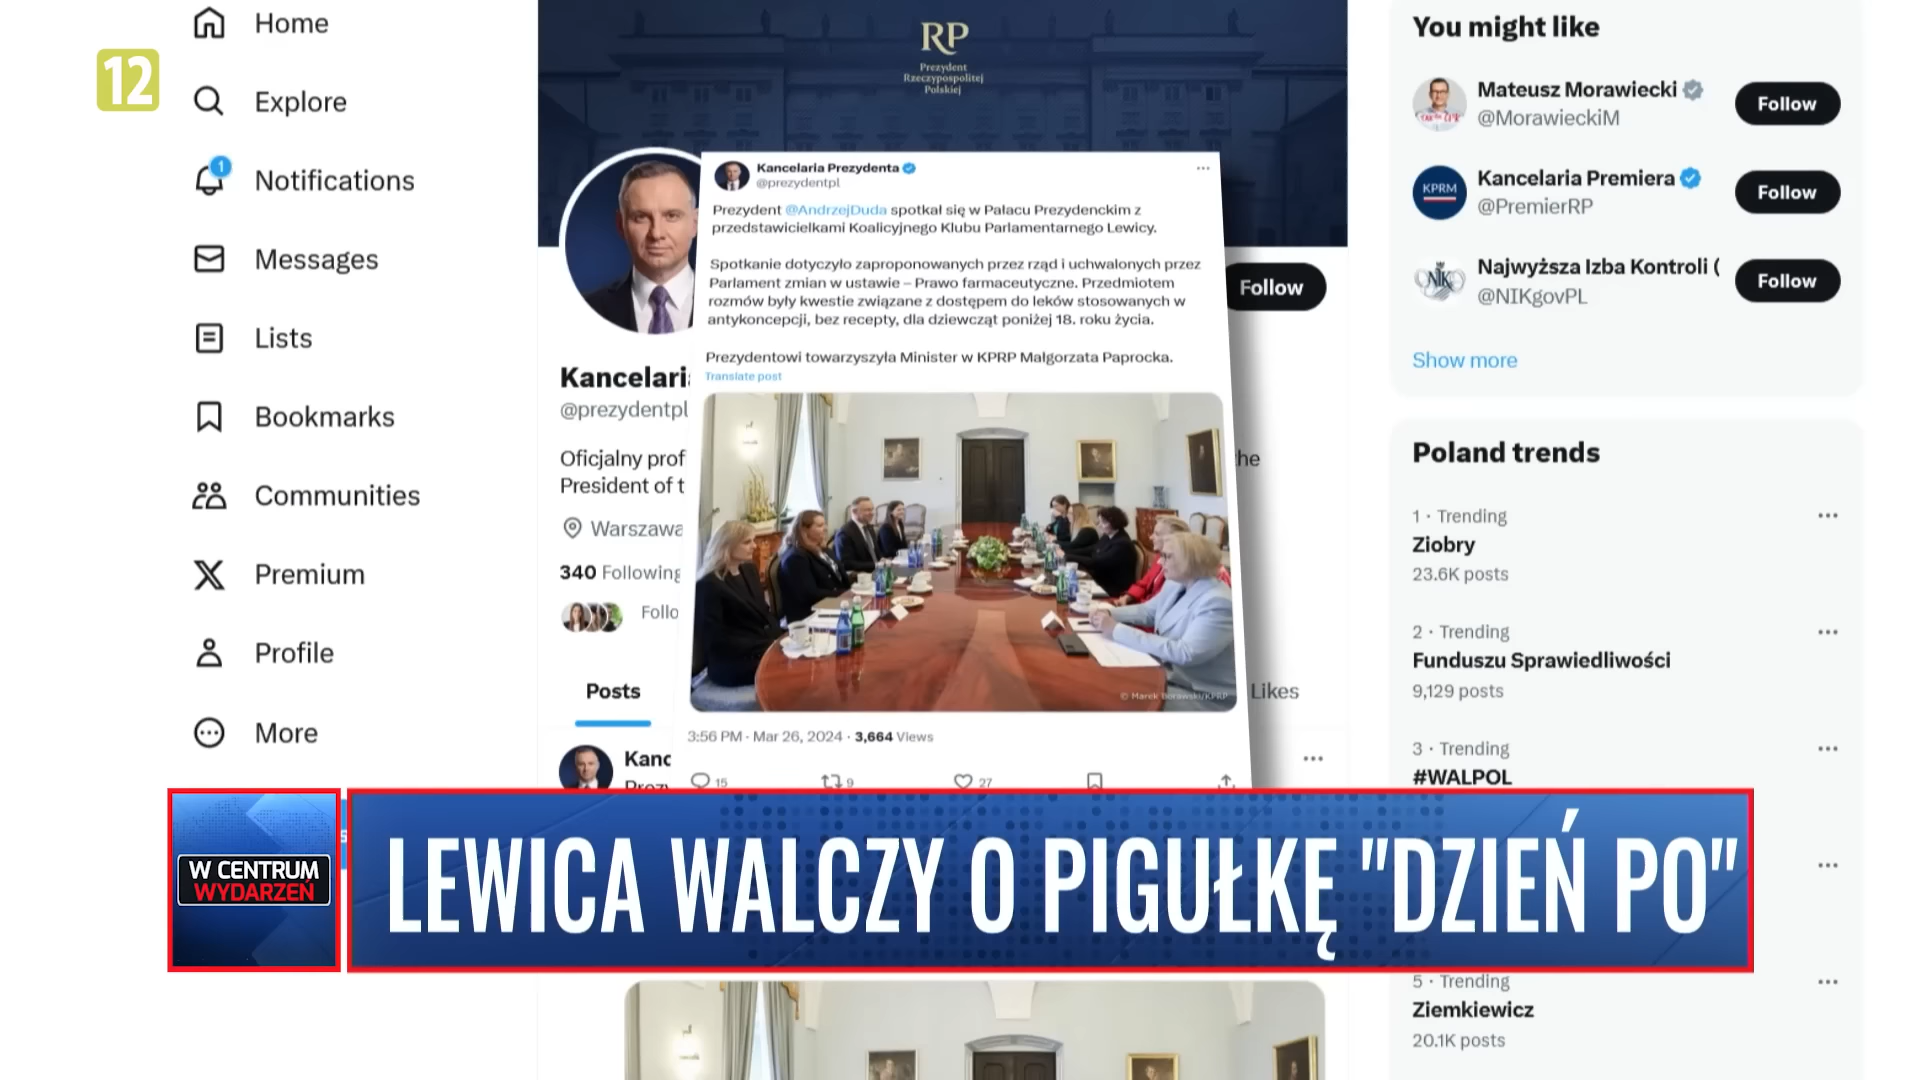 12
Home
Explore
1
Notifications
Messages
Lists
Bookmarks
Communities
Premium
Profile
More
RP
Prezydent
Rzeczypospolitej
Polskiej
Follow
Kancelari
@prezydentpl
Oficjalny prof
he
President of t
Warszawa
340 Following
Follo
Posts
Likes
Kanc
Kancelaria Prezydenta
@prezydentpl
Prezydent @AndrzejDuda spotkał się w Pałacu Prezydenckim z
przedstawicielkami Koalicyjnego Klubu Parlamentarnego Lewicy.
Spotkanie dotyczyło zaproponowanych przez rząd i uchwalonych przez
Parlament zmian w ustawie – Prawo farmaceutyczne. Przedmiotem
rozmów były kwestie związane z dostępem do leków stosowanych w
antykoncepcji, bez recepty, dla dziewcząt poniżej 18. roku życia.
Prezydentowi towarzyszyła Minister w KPRP Małgorzata Paprocka.
Translate post
© Marek Borawski/KPRP
3:56 PM · Mar 26, 2024 · 3,664 Views
15
9
27
You might like
Mateusz Morawiecki
@MorawieckiM
Follow
KPRM
Kancelaria Premiera
@PremierRP
Follow
NIK
Najwyższa Izba Kontroli (
@NIKgovPL
Follow
Show more
Poland trends
1 · Trending
Ziobry
23.6K posts
2 · Trending
Funduszu Sprawiedliwości
9,129 posts
3 · Trending
#WALPOL
W CENTRUM
WYDARZEŃ
LEWICA WALCZY O PIGUŁKĘ "DZIEŃ PO"
5 · Trending
Ziemkiewicz
20.1K posts